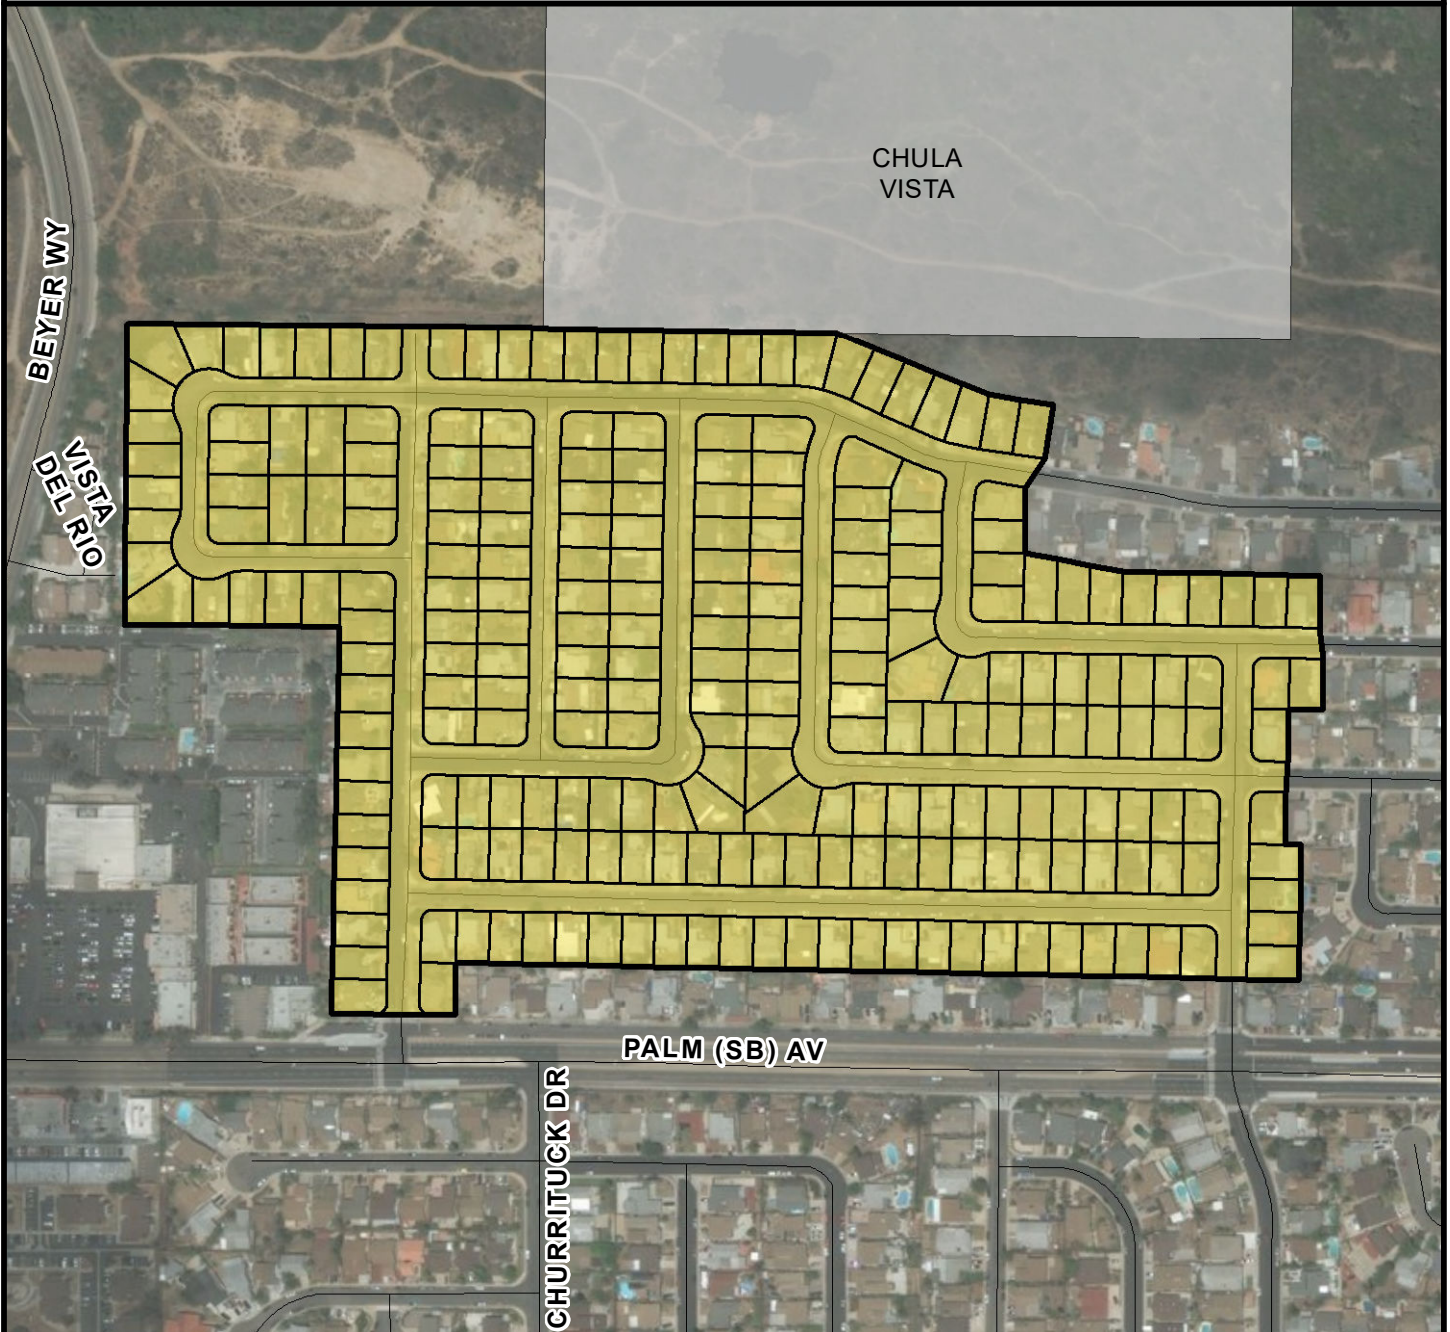 CHULA
VISTA
BEYER WY
VISTA
DEL RIO
PALM (SB) AV
CHURRITUCK DR